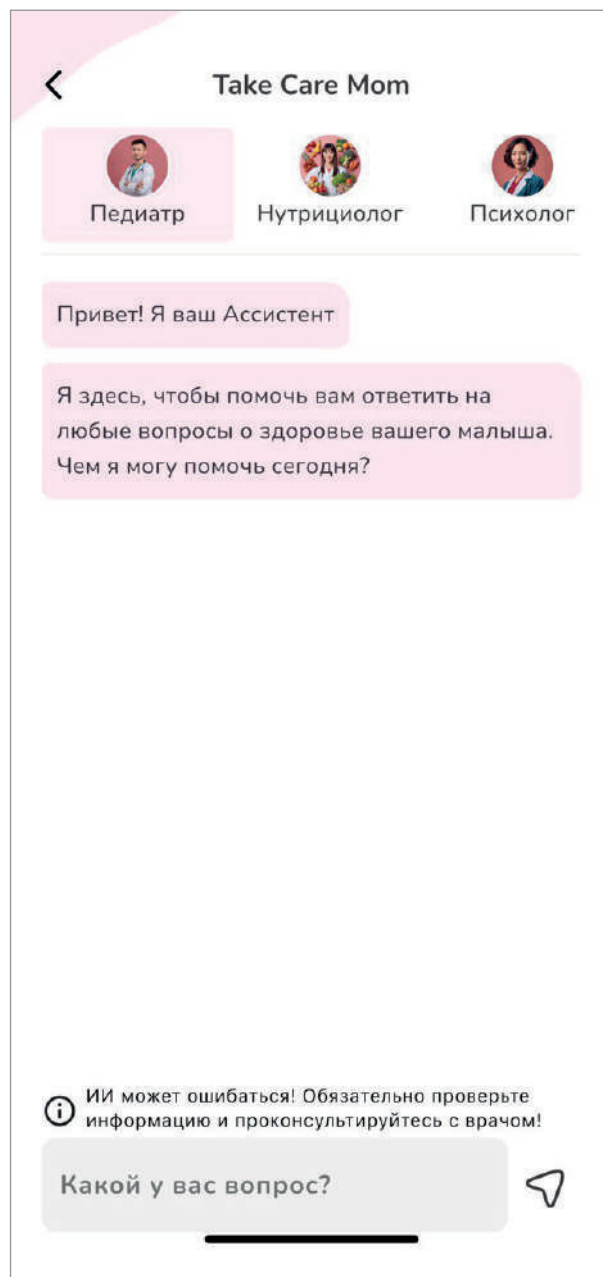 Take Care Mom
Педиатр
Нутрициолог
Психолог
Привет! Я ваш Ассистент
Я здесь, чтобы помочь вам ответить на
любые вопросы о здоровье вашего малыша.
Чем я могу помочь сегодня?
ИИ может ошибаться! Обязательно проверьте
информацию и проконсультируйтесь с врачом!
Какой у вас вопрос?